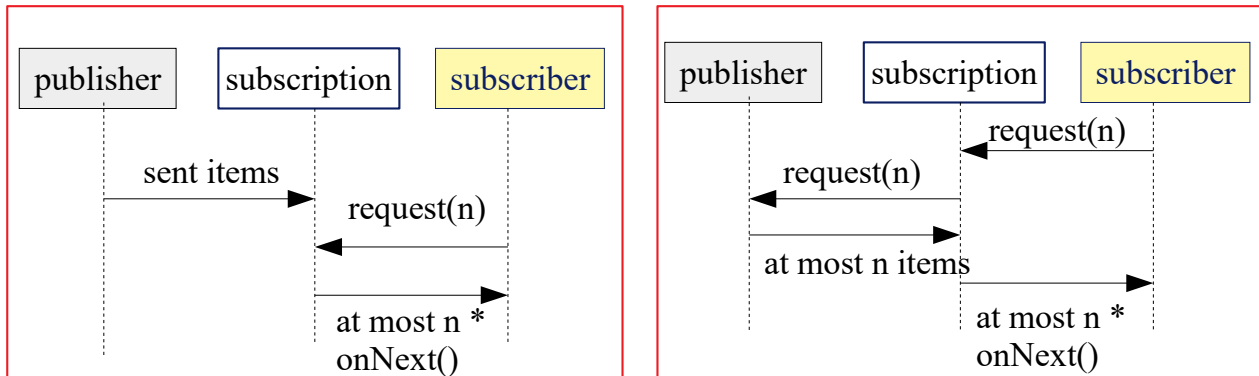 publisher
subscription
subscriber
sent items
request(n)
at most n *
onNext()
publisher
subscription
subscriber
request(n)
request(n)
at most n items
at most n *
onNext()